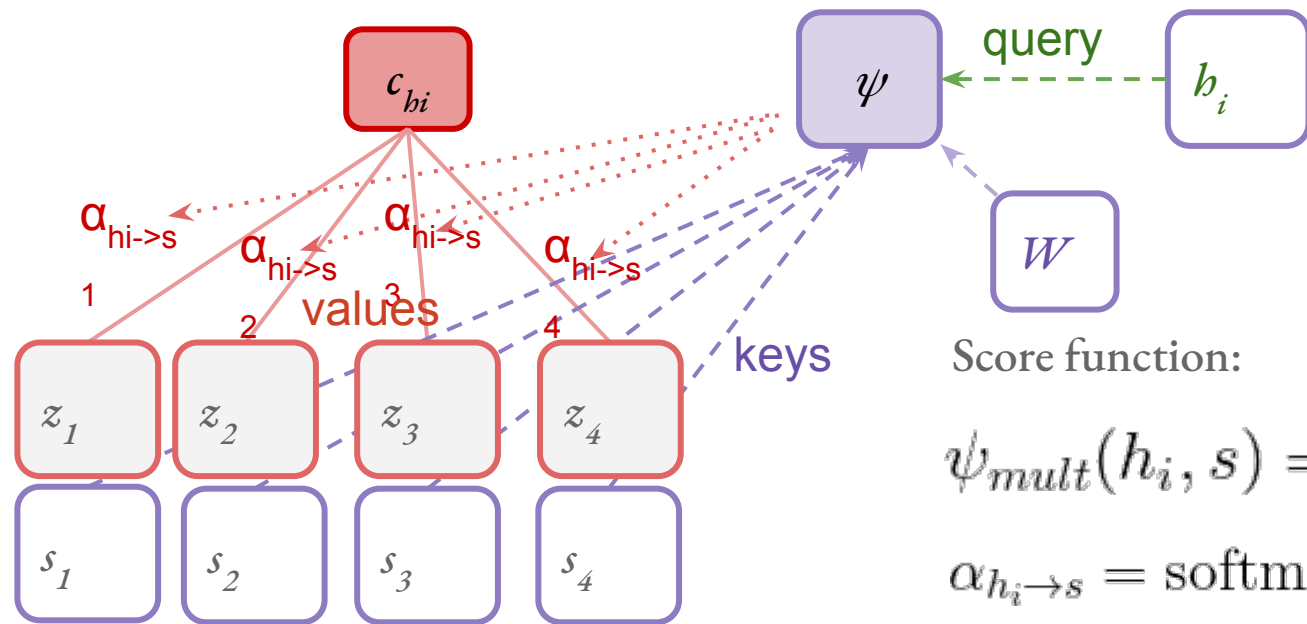 query
c_hi
ψ
h_i
α_hi->s
1
α_hi->s
2
α_hi->s
3
α_hi->s
4
W
values
keys
Score function:
z_1
z_2
z_3
z_4
ψ_mult(h_i, s) =
s_1
s_2
s_3
s_4
α_{h_i→s} = softm